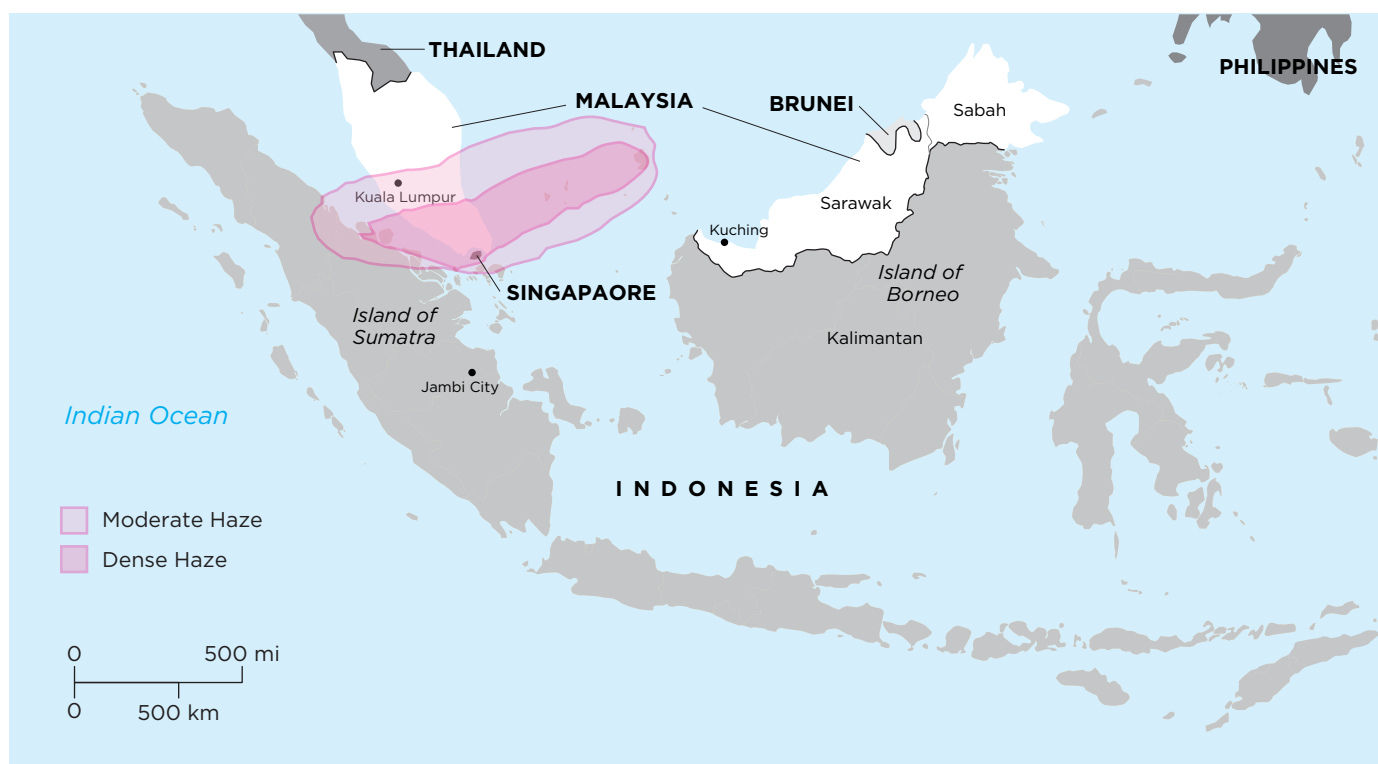 THAILAND
PHILIPPINES
MALAYSIA
BRUNEI
Sabah
Kuala Lumpur
Sarawak
Kuching
SINGAPAORE
Island of
Borneo
Island of
Sumatra
Kalimantan
Jambi City
Indian Ocean
INDONESIA
Moderate Haze
Dense Haze
0 500 mi
0 500 km